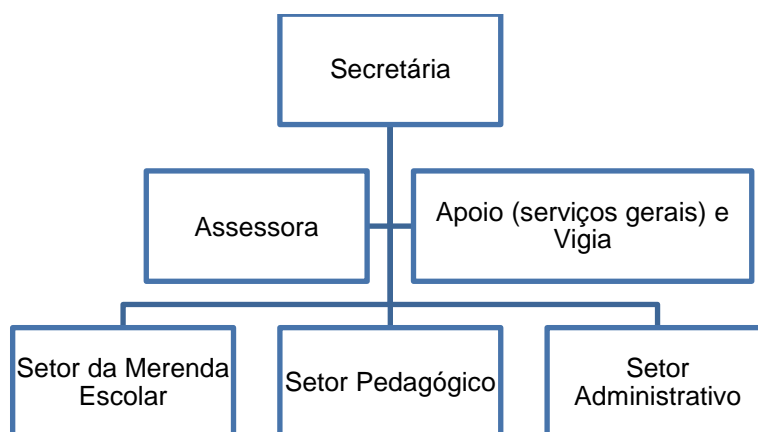 Secretária
Assessora
Apoio (serviços gerais) e
Vigia
Setor da Merenda
Escolar
Setor Pedagógico
Setor
Administrativo